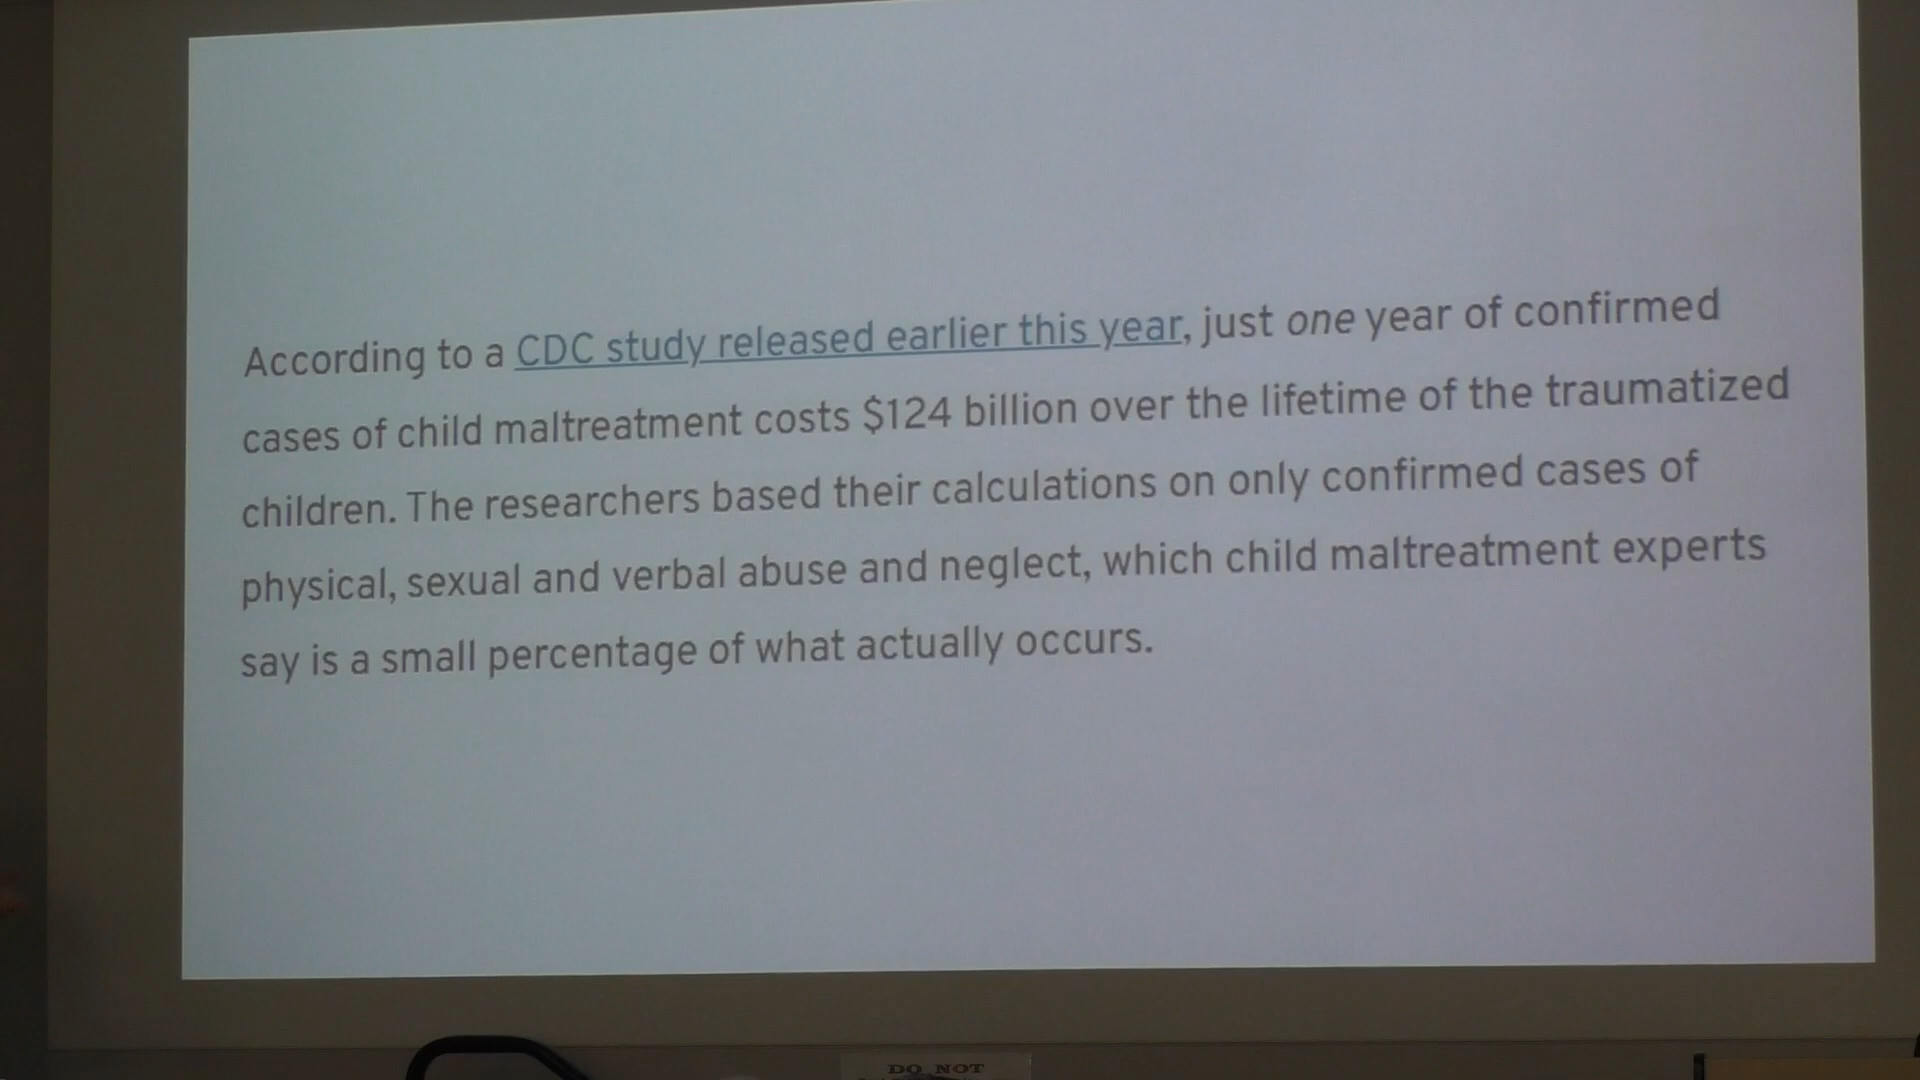 According to a CDC study released earlier this year, just one year of confirmed
cases of child maltreatment costs $124 billion over the lifetime of the traumatized
children. The researchers based their calculations on only confirmed cases of
physical, sexual and verbal abuse and neglect, which child maltreatment experts
say is a small percentage of what actually occurs.
DO NOT